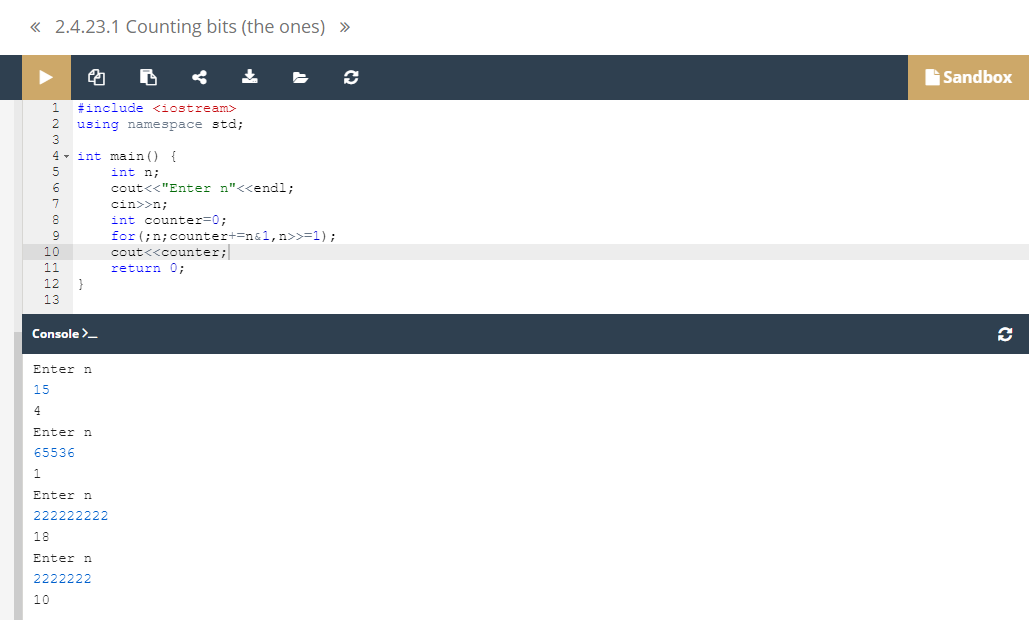 « 2.4.23.1 Counting bits (the ones) »
Sandbox
1 #include <iostream>
2 using namespace std;
3
4 int main() {
5     int n;
6     cout<<"Enter n"<<endl;
7     cin>>n;
8     int counter=0;
9     for(;n;counter+=n&1,n>>=1);
10     cout<<counter;
11     return 0;
12 }
13
Console >_
Enter n
15
4
Enter n
65536
1
Enter n
222222222
18
Enter n
2222222
10